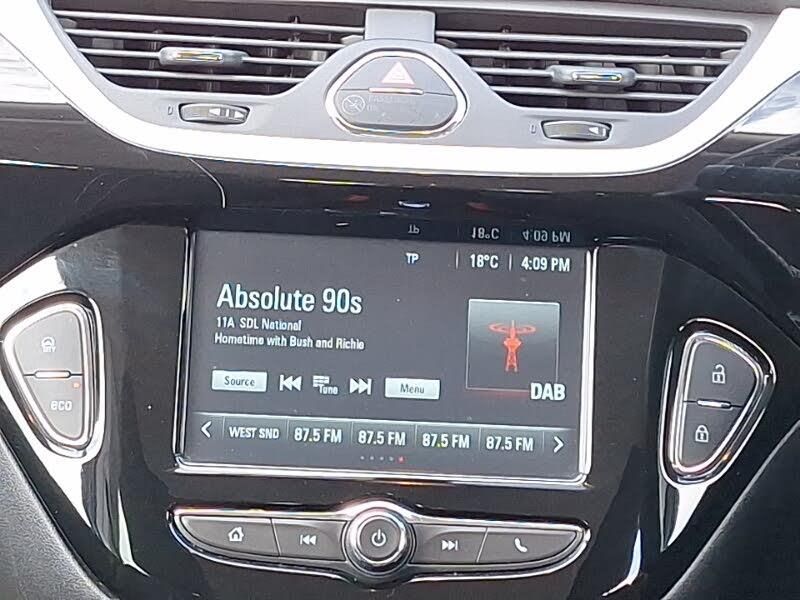 TP 18°C 4:09 PM
Absolute 90s
11A SDL National
Hometime with Bush and Richie
Source Tune Menu
DAB
WEST SND 87.5 FM 87.5 FM 87.5 FM 87.5 FM
eco